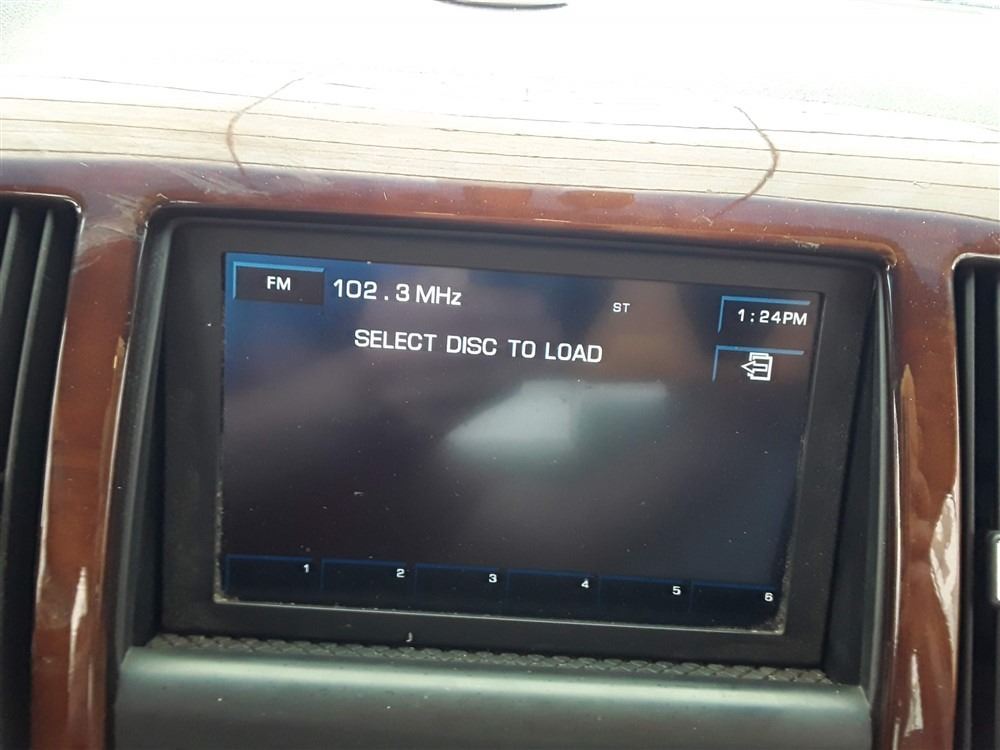 FM 102.3 MHz ST 1:24PM
SELECT DISC TO LOAD
1 2 3 4 5 6